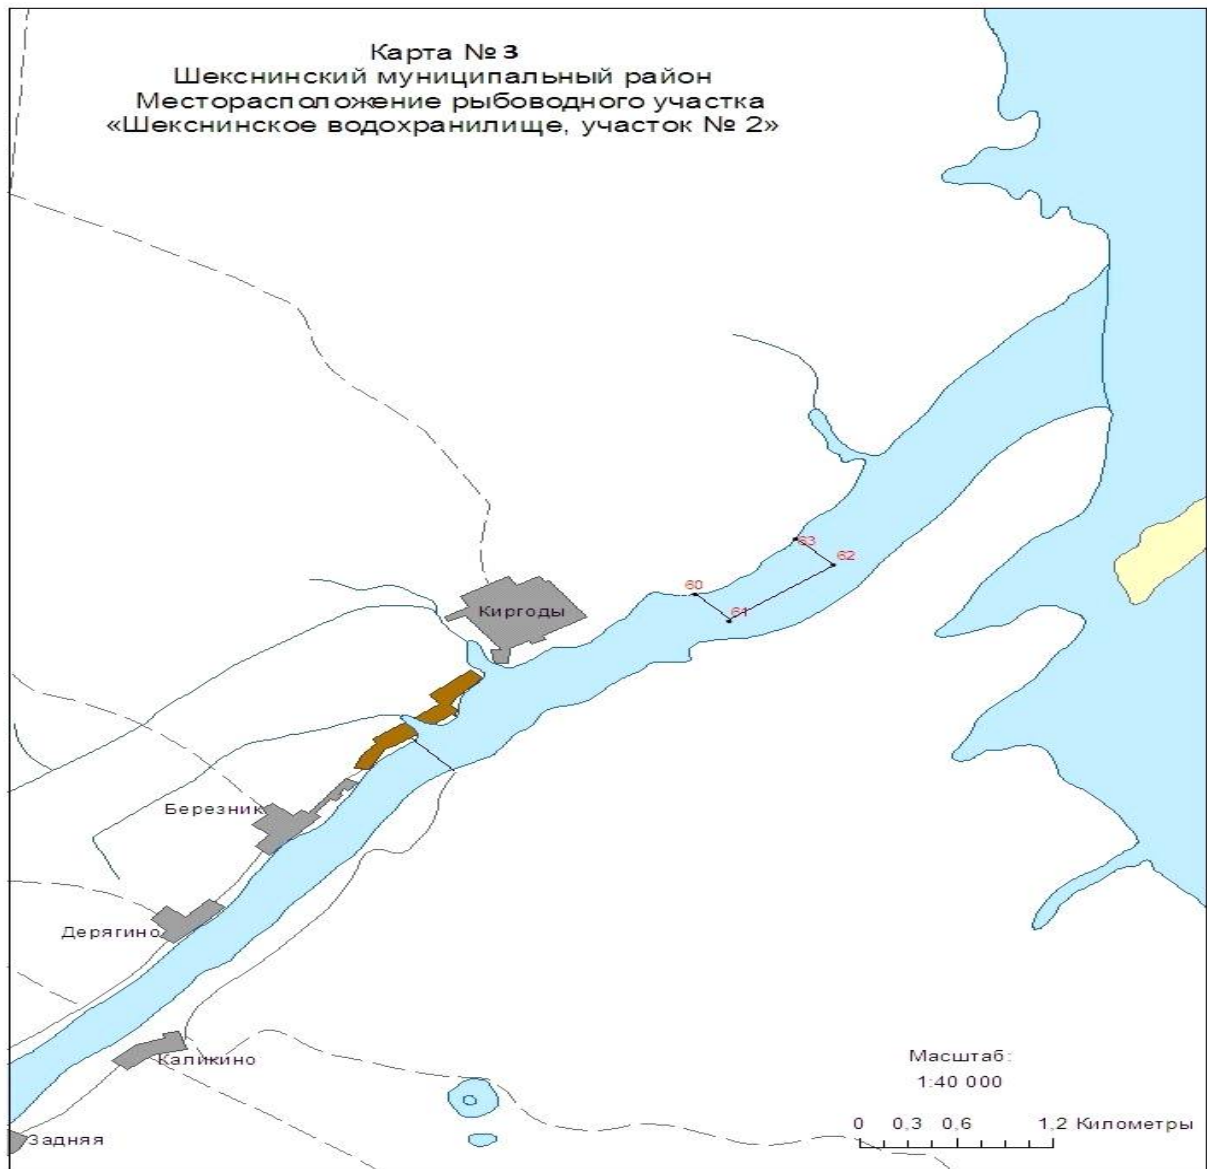 Карта № 3
Шекснинский муниципальный район
Месторасположение рыбоводного участка
«Шекснинское водохранилище, участок № 2»
63
62
60
61
Киргоды
Березник
Дерягино
Каликино
Задняя
Масштаб:
1:40 000
0 0,3 0,6 1,2 Километры